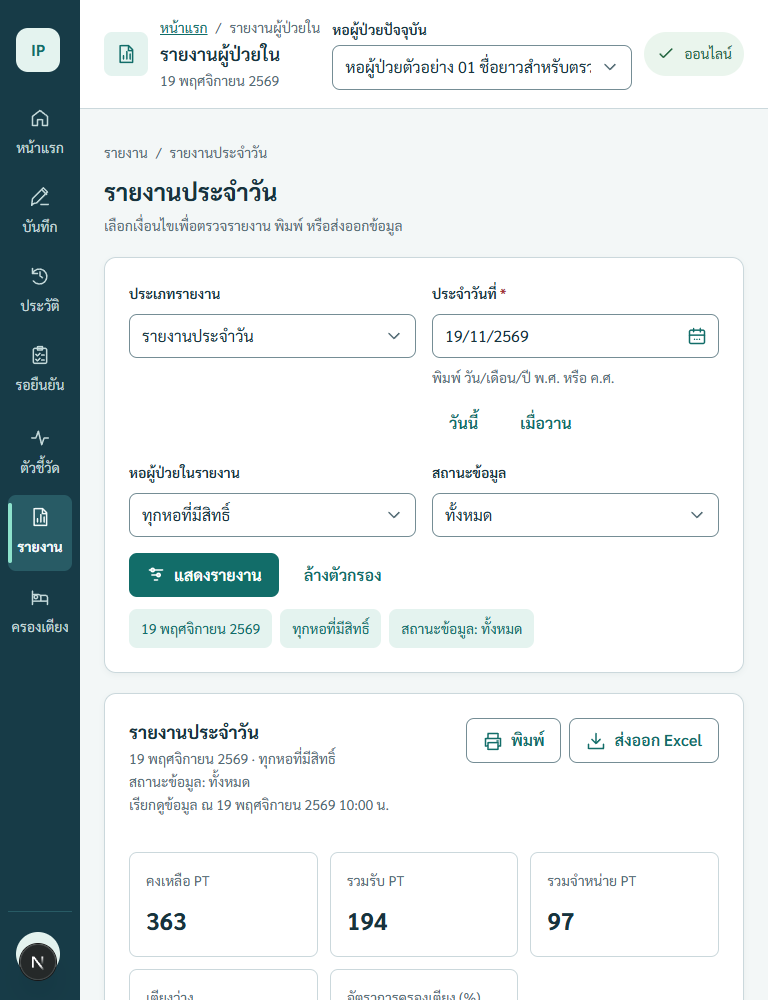 IP
หน้าแรก
บันทึก
ประวัติ
รอยืนยัน
ตัวชี้วัด
รายงาน
ครองเตียง
N
หน้าแรก / รายงานผู้ป่วยใน
รายงานผู้ป่วยใน
19 พฤศจิกายน 2569
หอผู้ป่วยปัจจุบัน
หอผู้ป่วยตัวอย่าง 01 ชื่อยาวสำหรับตรว
ออนไลน์
รายงาน / รายงานประจำวัน
รายงานประจำวัน
เลือกเงื่อนไขเพื่อตรวจรายงาน พิมพ์ หรือส่งออกข้อมูล
ประเภทรายงาน
รายงานประจำวัน
ประจำวันที่ *
19/11/2569
พิมพ์ วัน/เดือน/ปี พ.ศ. หรือ ค.ศ.
วันนี้ เมื่อวาน
หอผู้ป่วยในรายงาน
ทุกหอที่มีสิทธิ์
สถานะข้อมูล
ทั้งหมด
แสดงรายงาน ล้างตัวกรอง
19 พฤศจิกายน 2569 ทุกหอที่มีสิทธิ์ สถานะข้อมูล: ทั้งหมด
รายงานประจำวัน
19 พฤศจิกายน 2569 · ทุกหอที่มีสิทธิ์
สถานะข้อมูล: ทั้งหมด
เรียกดูข้อมูล ณ 19 พฤศจิกายน 2569 10:00 น.
พิมพ์ ส่งออก Excel
คงเหลือ PT
363
รวมรับ PT
194
รวมจำหน่าย PT
97
เตียงว่าง
อัตราการครองเตียง (%)